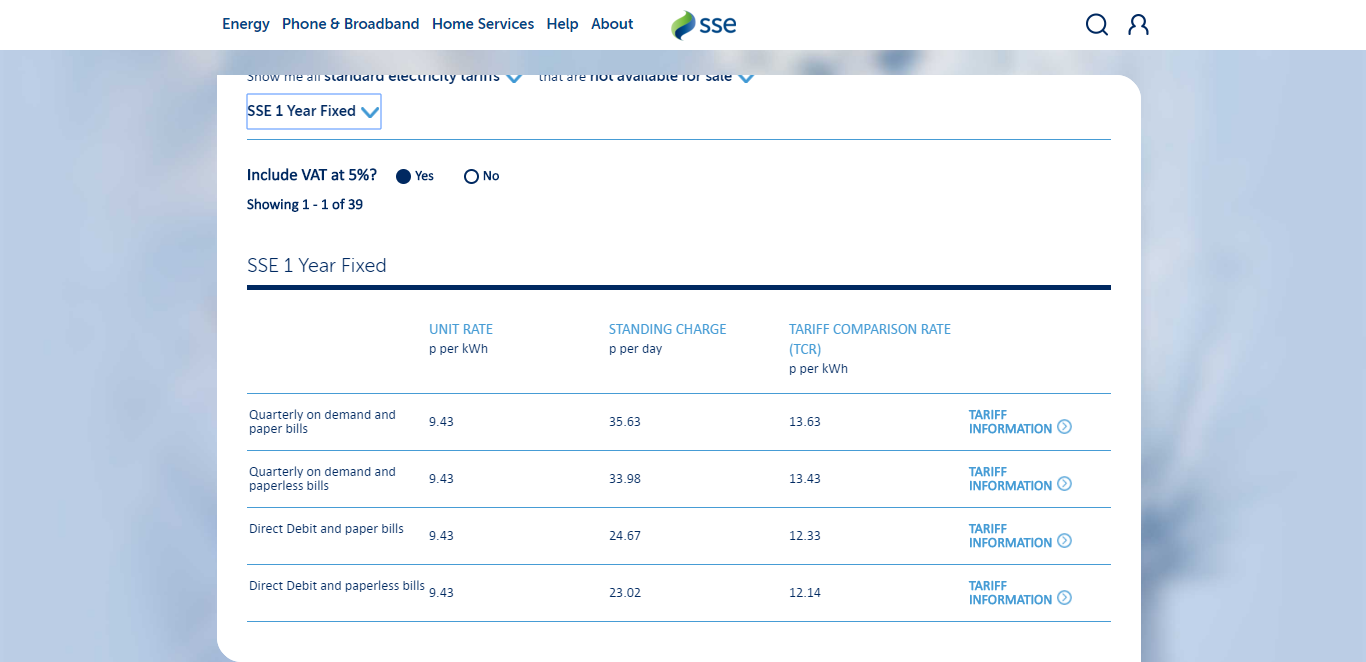 Energy Phone & Broadband Home Services Help About sse
Show me all standard electricity tariffs that are not available for sale
SSE 1 Year Fixed
Include VAT at 5%? Yes No
Showing 1 - 1 of 39
SSE 1 Year Fixed
UNIT RATE STANDING CHARGE TARIFF COMPARISON RATE
p per kWh p per day (TCR)
p per kWh
Quarterly on demand and
paper bills 9.43 35.63 13.63 TARIFF
INFORMATION
Quarterly on demand and
paperless bills 9.43 33.98 13.43 TARIFF
INFORMATION
Direct Debit and paper bills 9.43 24.67 12.33 TARIFF
INFORMATION
Direct Debit and paperless bills 9.43 23.02 12.14 TARIFF
INFORMATION